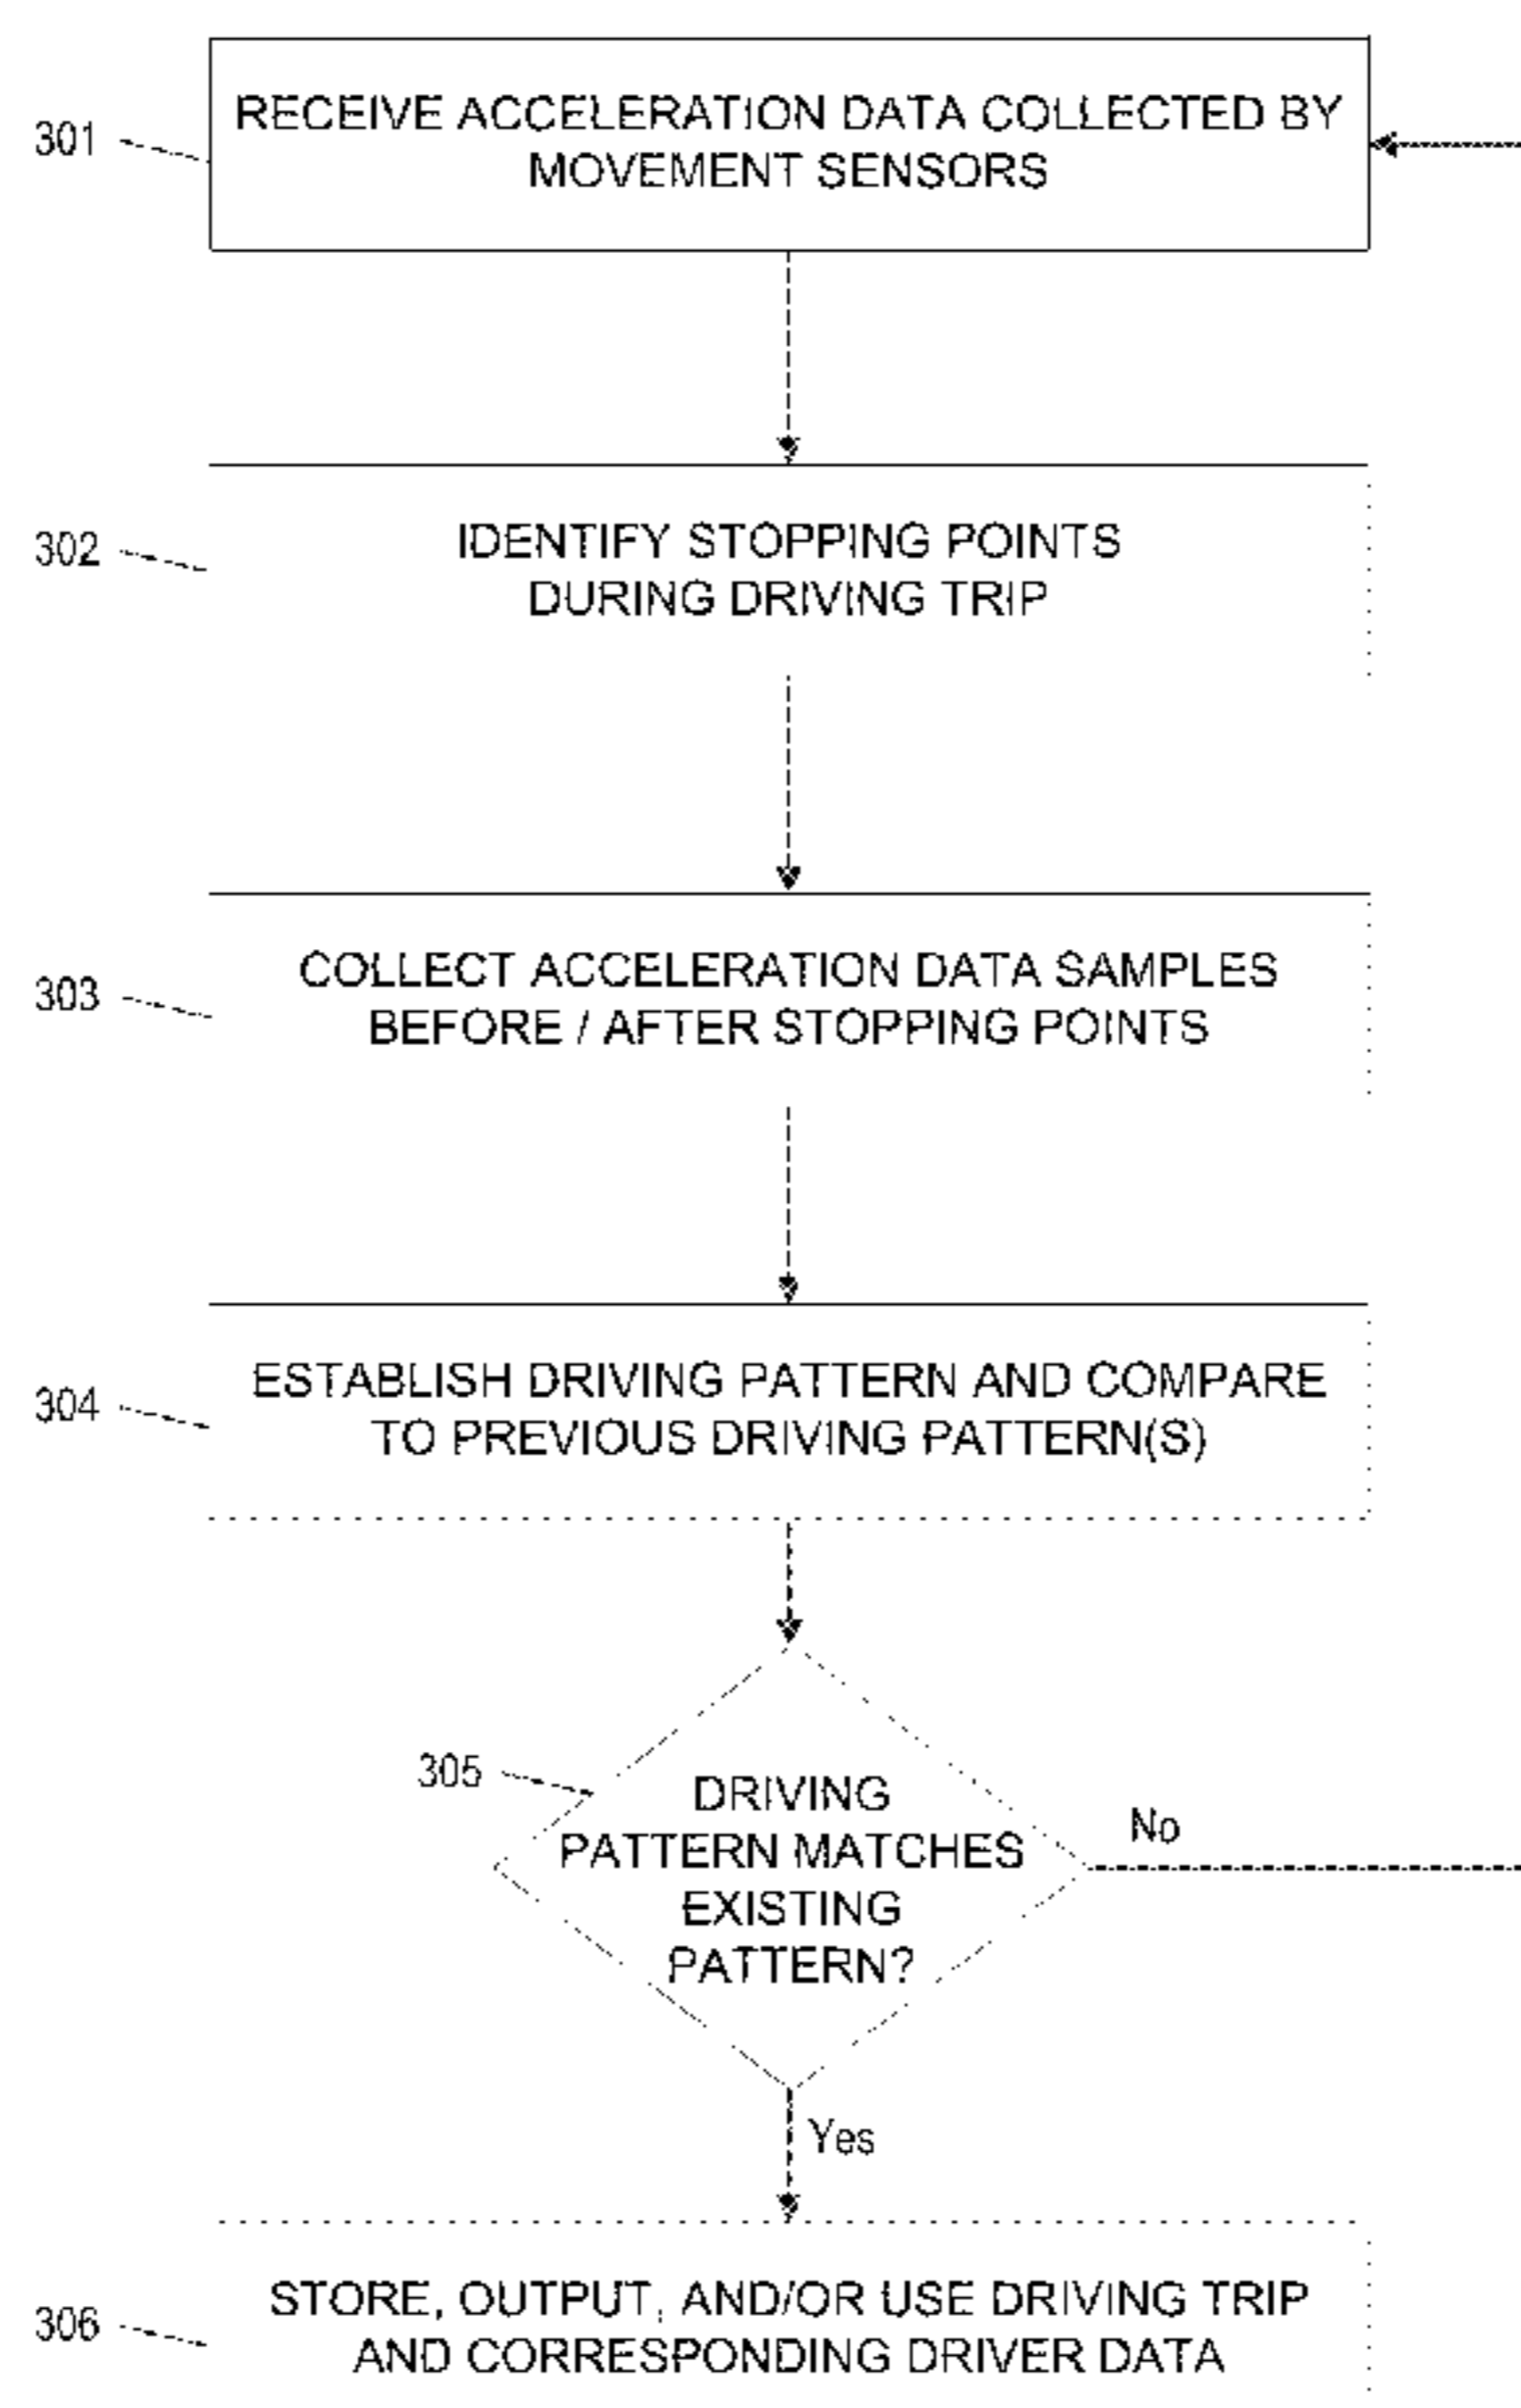 301
RECEIVE ACCELERATION DATA COLLECTED BY
MOVEMENT SENSORS
302
IDENTIFY STOPPING POINTS
DURING DRIVING TRIP
303
COLLECT ACCELERATION DATA SAMPLES
BEFORE / AFTER STOPPING POINTS
304
ESTABLISH DRIVING PATTERN AND COMPARE
TO PREVIOUS DRIVING PATTERN(S)
305
DRIVING
PATTERN MATCHES
EXISTING
PATTERN?
No
Yes
306
STORE, OUTPUT, AND/OR USE DRIVING TRIP
AND CORRESPONDING DRIVER DATA